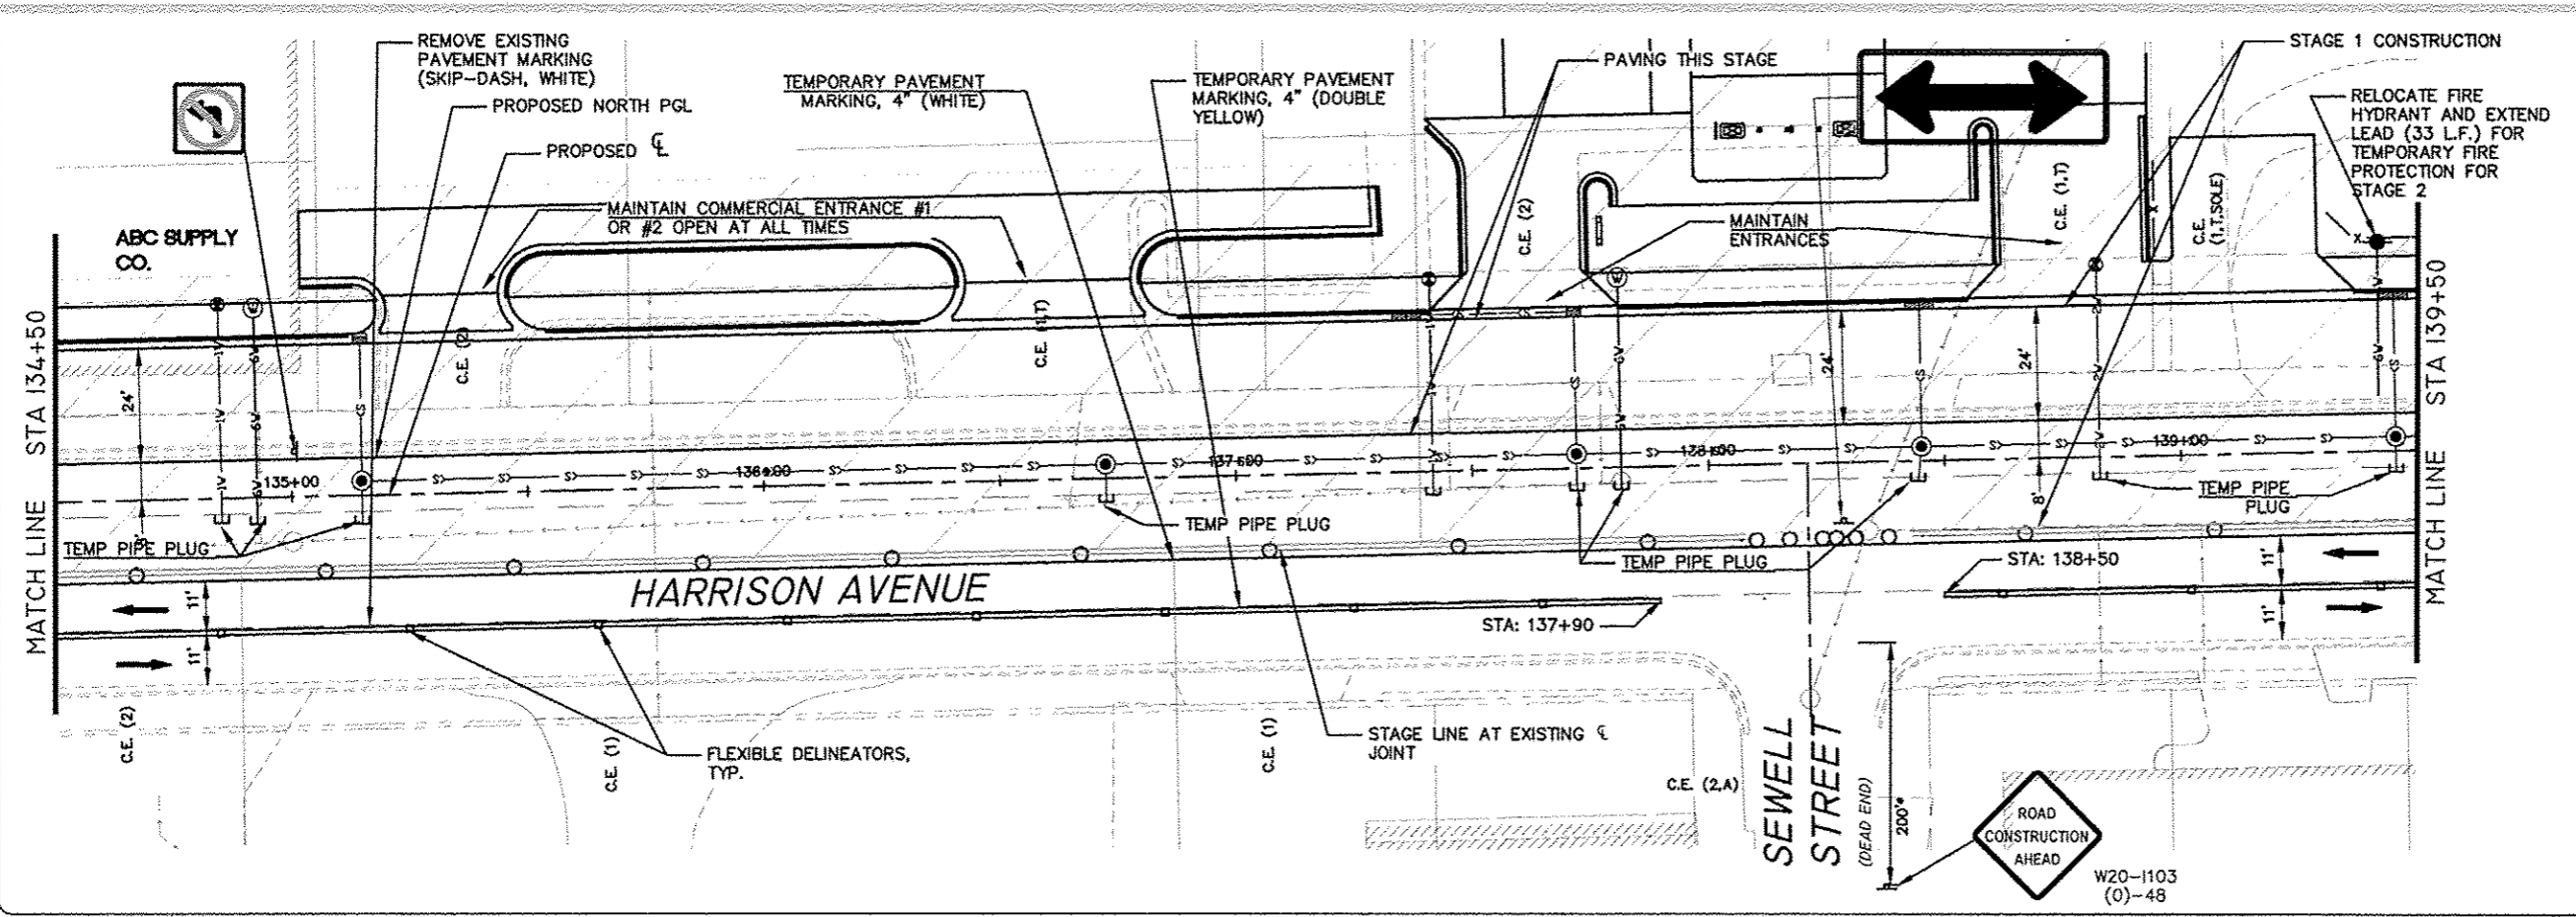 REMOVE EXISTING
PAVEMENT MARKING
(SKIP-DASH, WHITE)
PROPOSED NORTH PGL
PROPOSED ℄
TEMPORARY PAVEMENT
MARKING, 4" (WHITE)
TEMPORARY PAVEMENT
MARKING, 4" (DOUBLE
YELLOW)
PAVING THIS STAGE
STAGE 1 CONSTRUCTION
RELOCATE FIRE
HYDRANT AND EXTEND
LEAD (33 L.F.) FOR
TEMPORARY FIRE
PROTECTION FOR
STAGE 2
ABC SUPPLY
CO.
MAINTAIN COMMERCIAL ENTRANCE #1
OR #2 OPEN AT ALL TIMES
MAINTAIN
ENTRANCES
C.E. (2)
C.E. (1,T)
C.E. (2)
C.E. (1,T)
C.E.
(1,T,SOLE)
MATCH LINE STA 134+50
MATCH LINE STA 139+50
24'
24'
24'
135+00
136+00
137+00
138+00
139+00
8'
8'
TEMP PIPE PLUG
TEMP PIPE PLUG
TEMP PIPE PLUG
TEMP PIPE
PLUG
HARRISON AVENUE
11'
11'
11'
11'
STA: 137+90
STA: 138+50
C.E. (2)
C.E. (1)
C.E. (1)
C.E. (2,A)
FLEXIBLE DELINEATORS,
TYP.
STAGE LINE AT EXISTING ℄
JOINT
SEWELL
STREET
(DEAD END)
200'±
ROAD
CONSTRUCTION
AHEAD
W20-I103
(O)-48